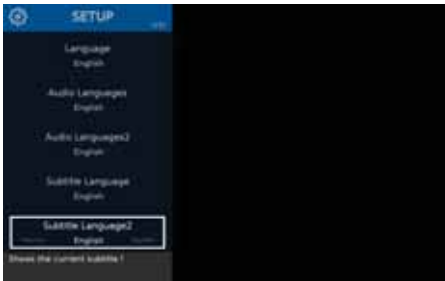 SETUP
Language
English
Audio Languages
English
Audio Languages2
English
Subtitle Language
English
Subtitle Language2
English
Shows the current subtitle !